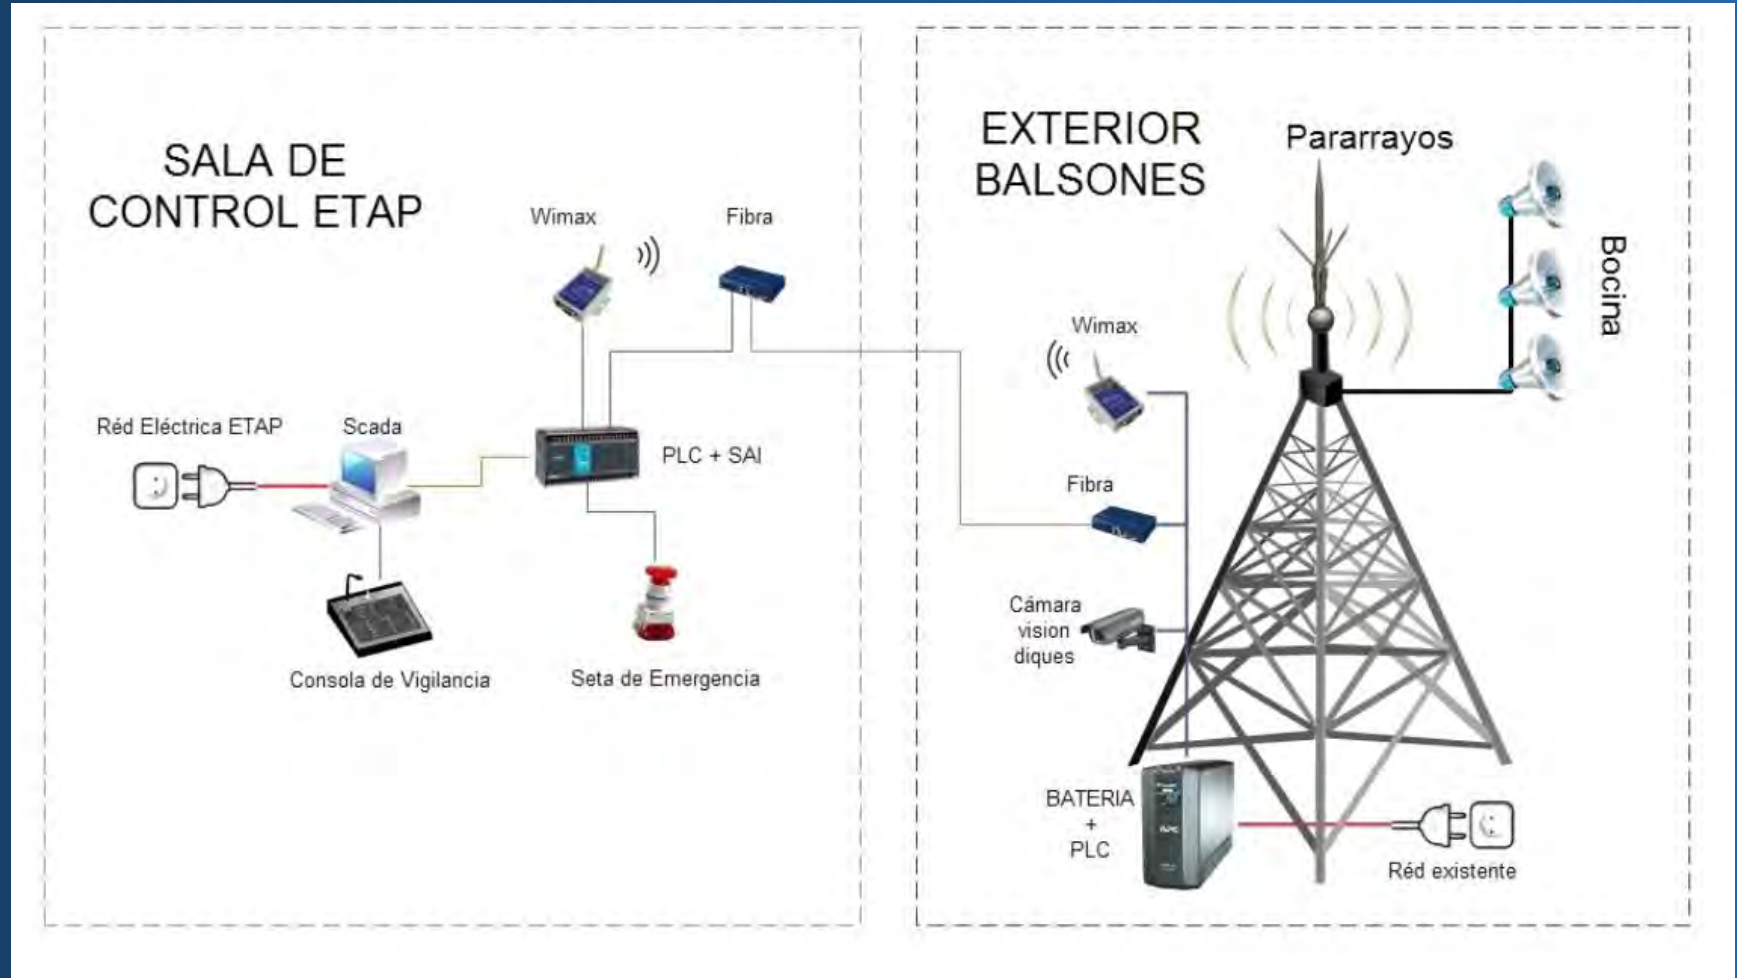 SALA DE
CONTROL ETAP
Wimax
Fibra
Réd Eléctrica ETAP
Scada
PLC + SAI
Consola de Vigilancia
Seta de Emergencia
EXTERIOR
BALSONES
Pararrayos
Bocina
Wimax
Fibra
Cámara
vision
diques
BATERIA
+
PLC
APC
Réd existente